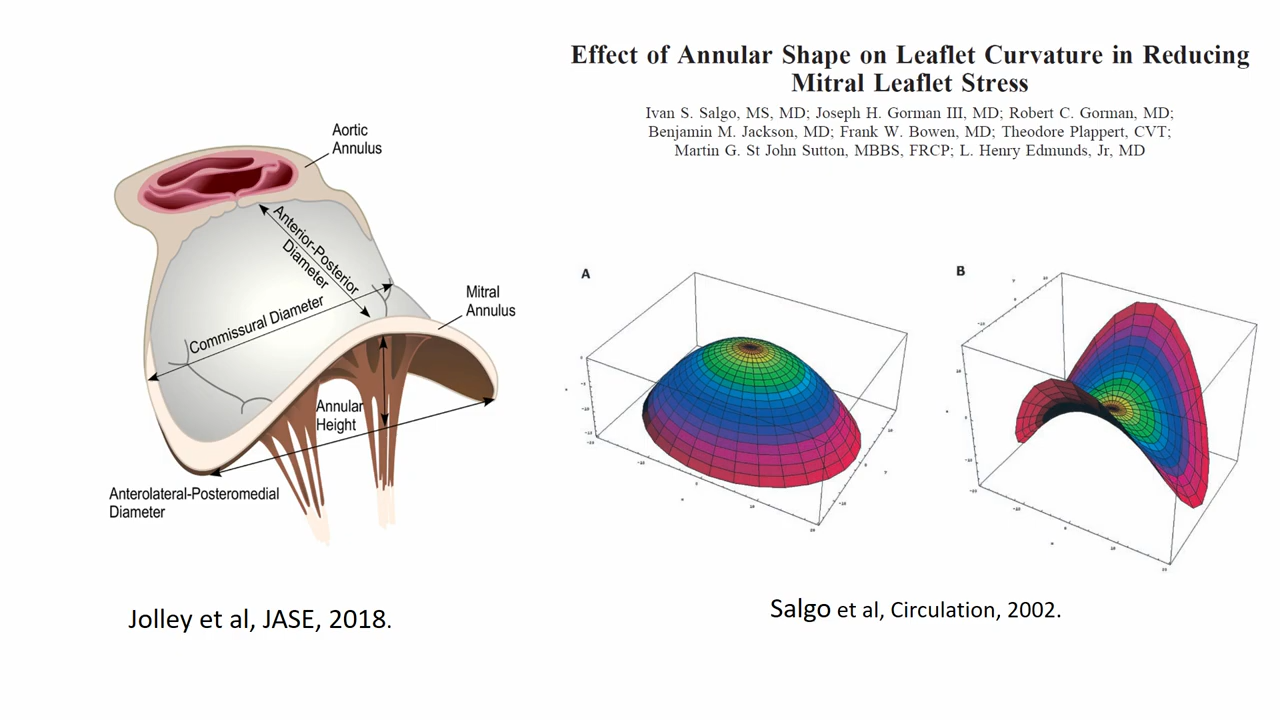 Effect of Annular Shape on Leaflet Curvature in Reducing
Mitral Leaflet Stress
Ivan S. Salgo, MS, MD; Joseph H. Gorman III, MD; Robert C. Gorman, MD;
Benjamin M. Jackson, MD; Frank W. Bowen, MD; Theodore Plappert, CVT;
Martin G. St John Sutton, MBBS, FRCP; L. Henry Edmunds, Jr, MD
Aortic
Annulus
Anterior-Posterior
Diameter
Commissural Diameter
Mitral
Annulus
Annular
Height
Anterolateral-Posteromedial
Diameter
A
B
Jolley et al, JASE, 2018.
Salgo et al, Circulation, 2002.